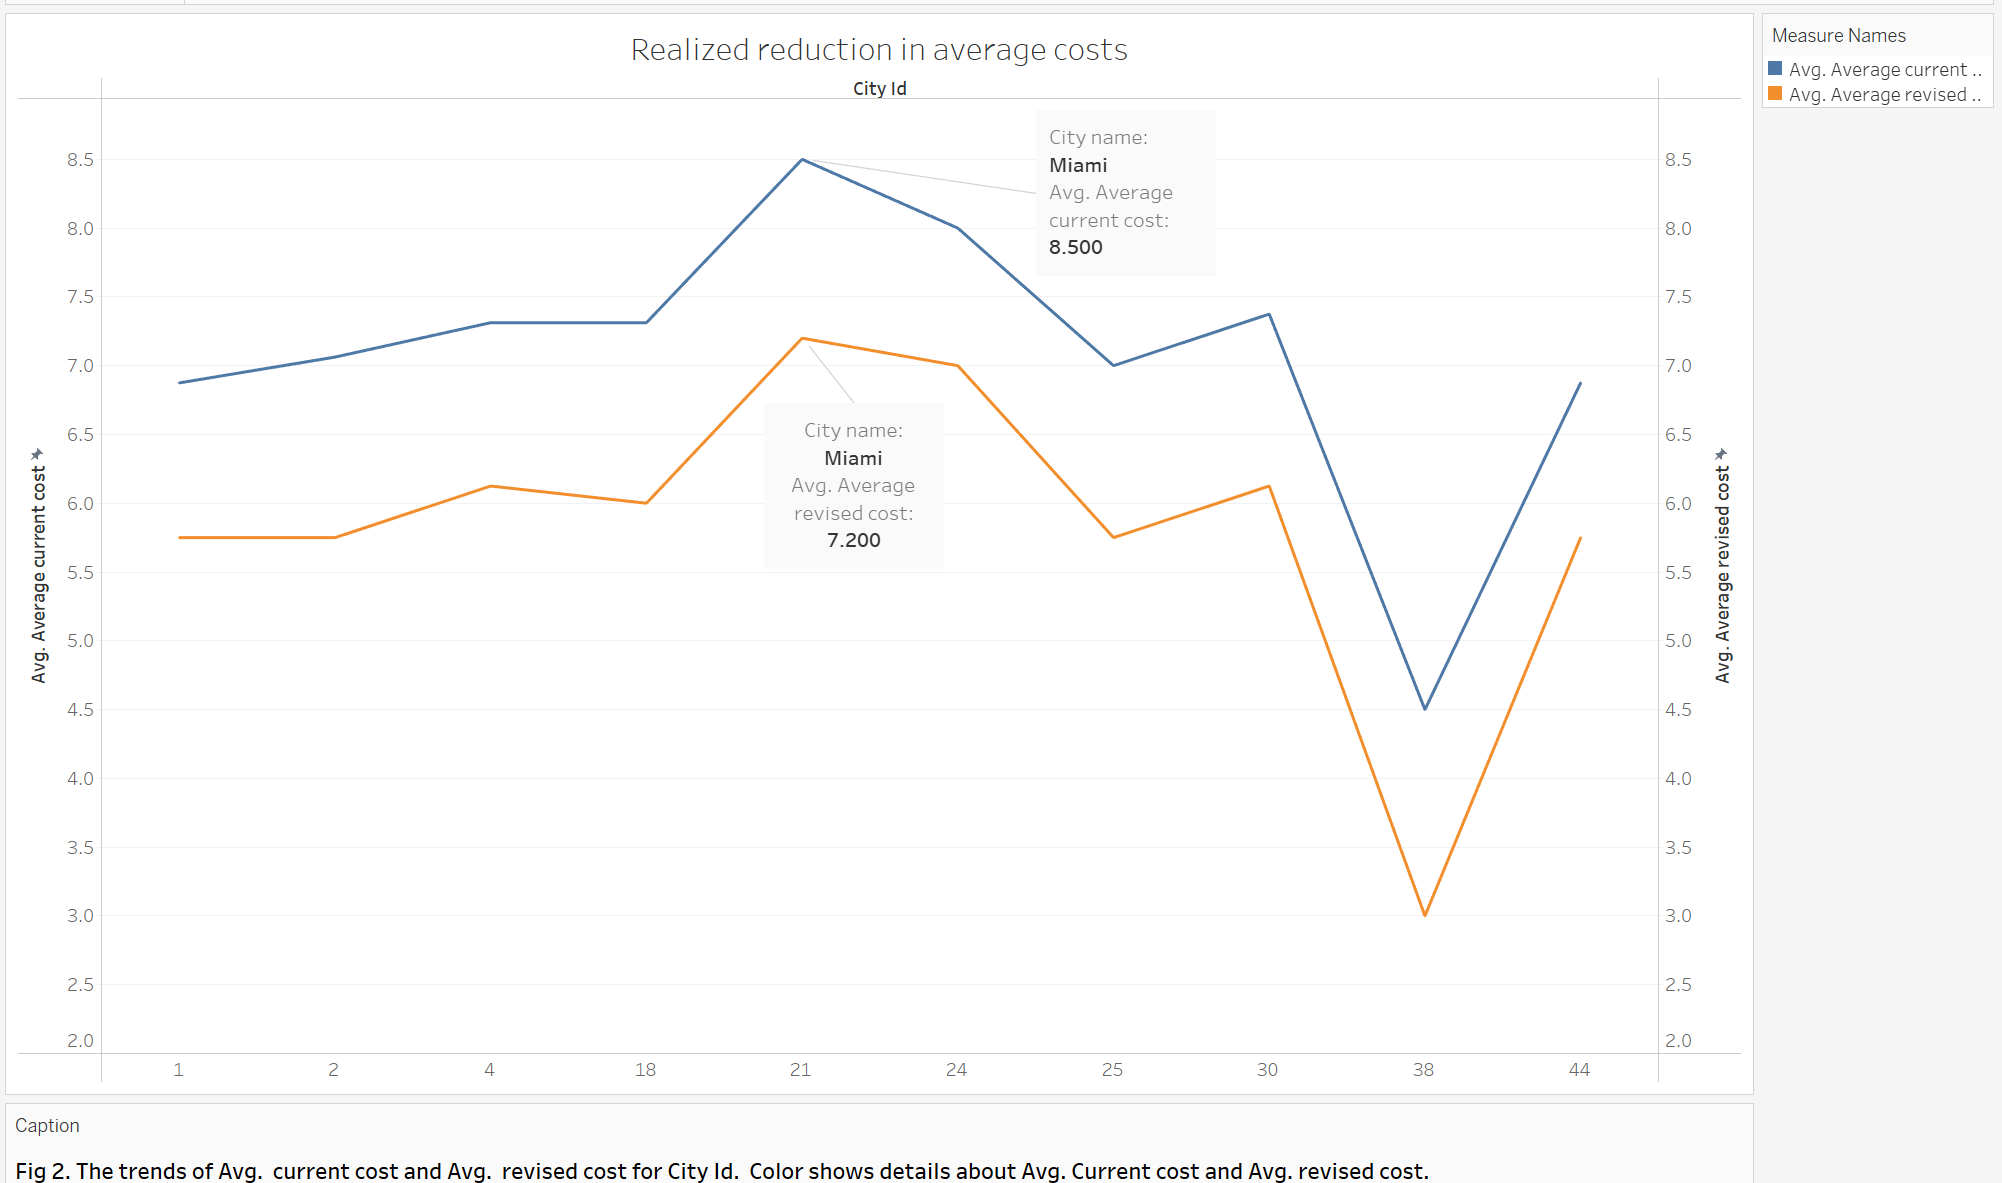 Realized reduction in average costs
City Id
Measure Names
Avg. Average current ..
Avg. Average revised ..
City name:
Miami
Avg. Average
current cost:
8.500
City name:
Miami
Avg. Average
revised cost:
7.200
Avg. Average current cost
8.5
8.0
7.5
7.0
6.5
6.0
5.5
5.0
4.5
4.0
3.5
3.0
2.5
2.0
8.5
8.0
7.5
7.0
6.5
6.0
5.5
5.0
4.5
4.0
3.5
3.0
2.5
2.0
Avg. Average revised cost
1 2 4 18 21 24 25 30 38 44
Caption
Fig 2. The trends of Avg.  current cost and Avg.  revised cost for City Id.  Color shows details about Avg. Current cost and Avg. revised cost.